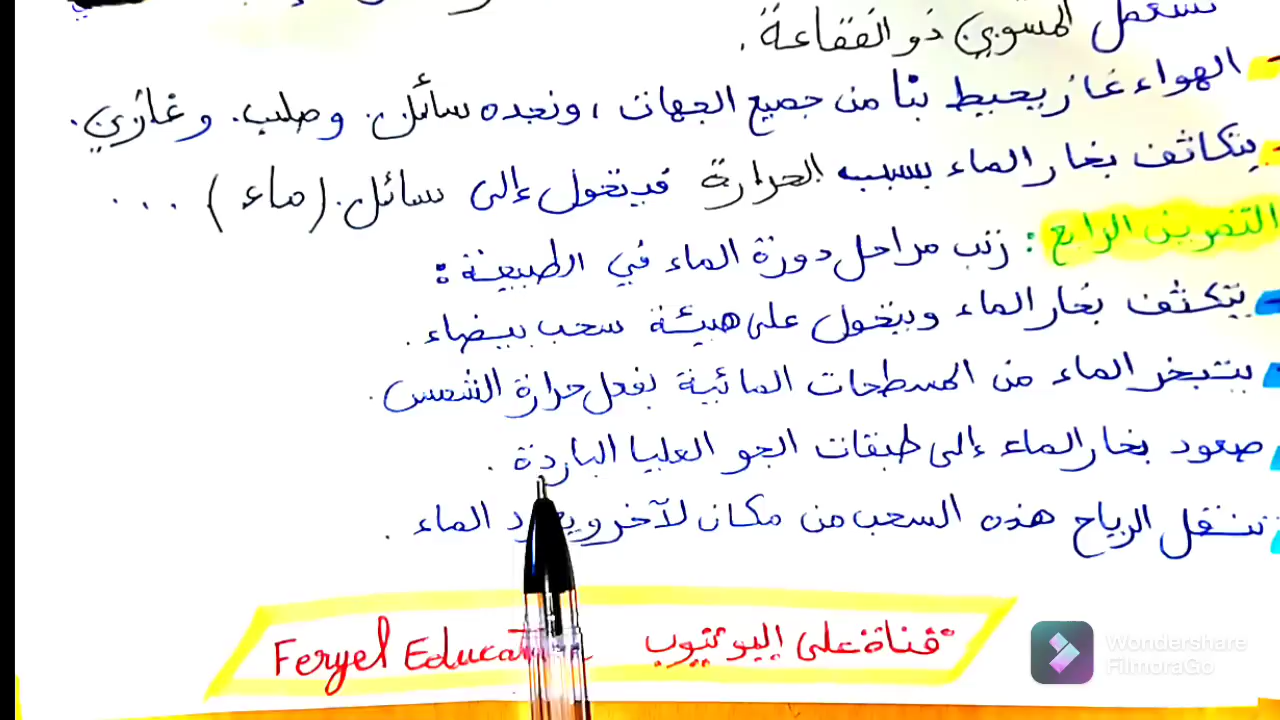 نستعمل المستوي ذو الفقاعة.
- الهواء غاز يحيط بنا من جميع الجهات، ونجده سائل. وصلب. وغازي.
- يتكاثف بخار الماء بسبب الحرارة فيتحول إلى سائل. (ماء) ...
التمرين الرابع: رتب مراحل دورة الماء في الطبيعة:
- يتكثف بخار الماء ويتحول على هيئة سحب بيضاء.
- يتبخر الماء من المسطحات المائية بفعل حرارة الشمس.
- صعود بخار الماء إلى طبقات الجو العليا الباردة.
- تنقل الرياح هذه السحب من مكان لآخر الماء.
قناة على اليوتيوب Feryel
Wondershare
FilmoraGo